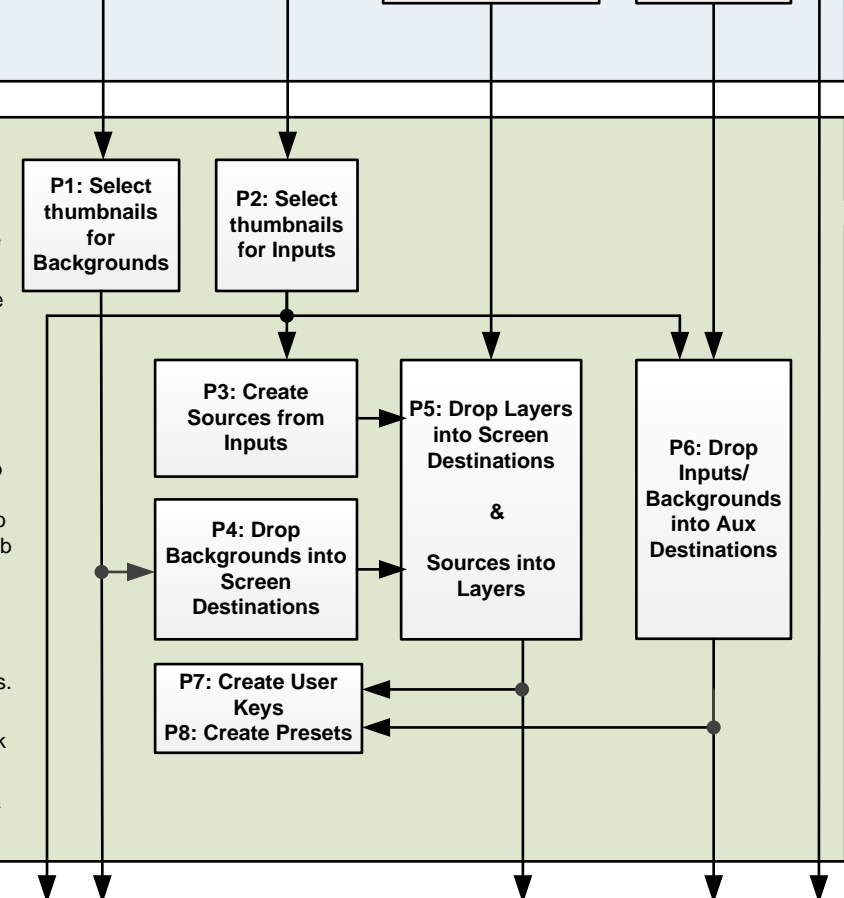 P1: Select
thumbnails
for
Backgrounds
P2: Select
thumbnails
for Inputs
P3: Create
Sources from
Inputs
P5: Drop Layers
into Screen
Destinations
&
Sources into
Layers
P6: Drop
Inputs/
Backgrounds
into Aux
Destinations
P4: Drop
Backgrounds into
Screen
Destinations
P7: Create User
Keys
P8: Create Presets